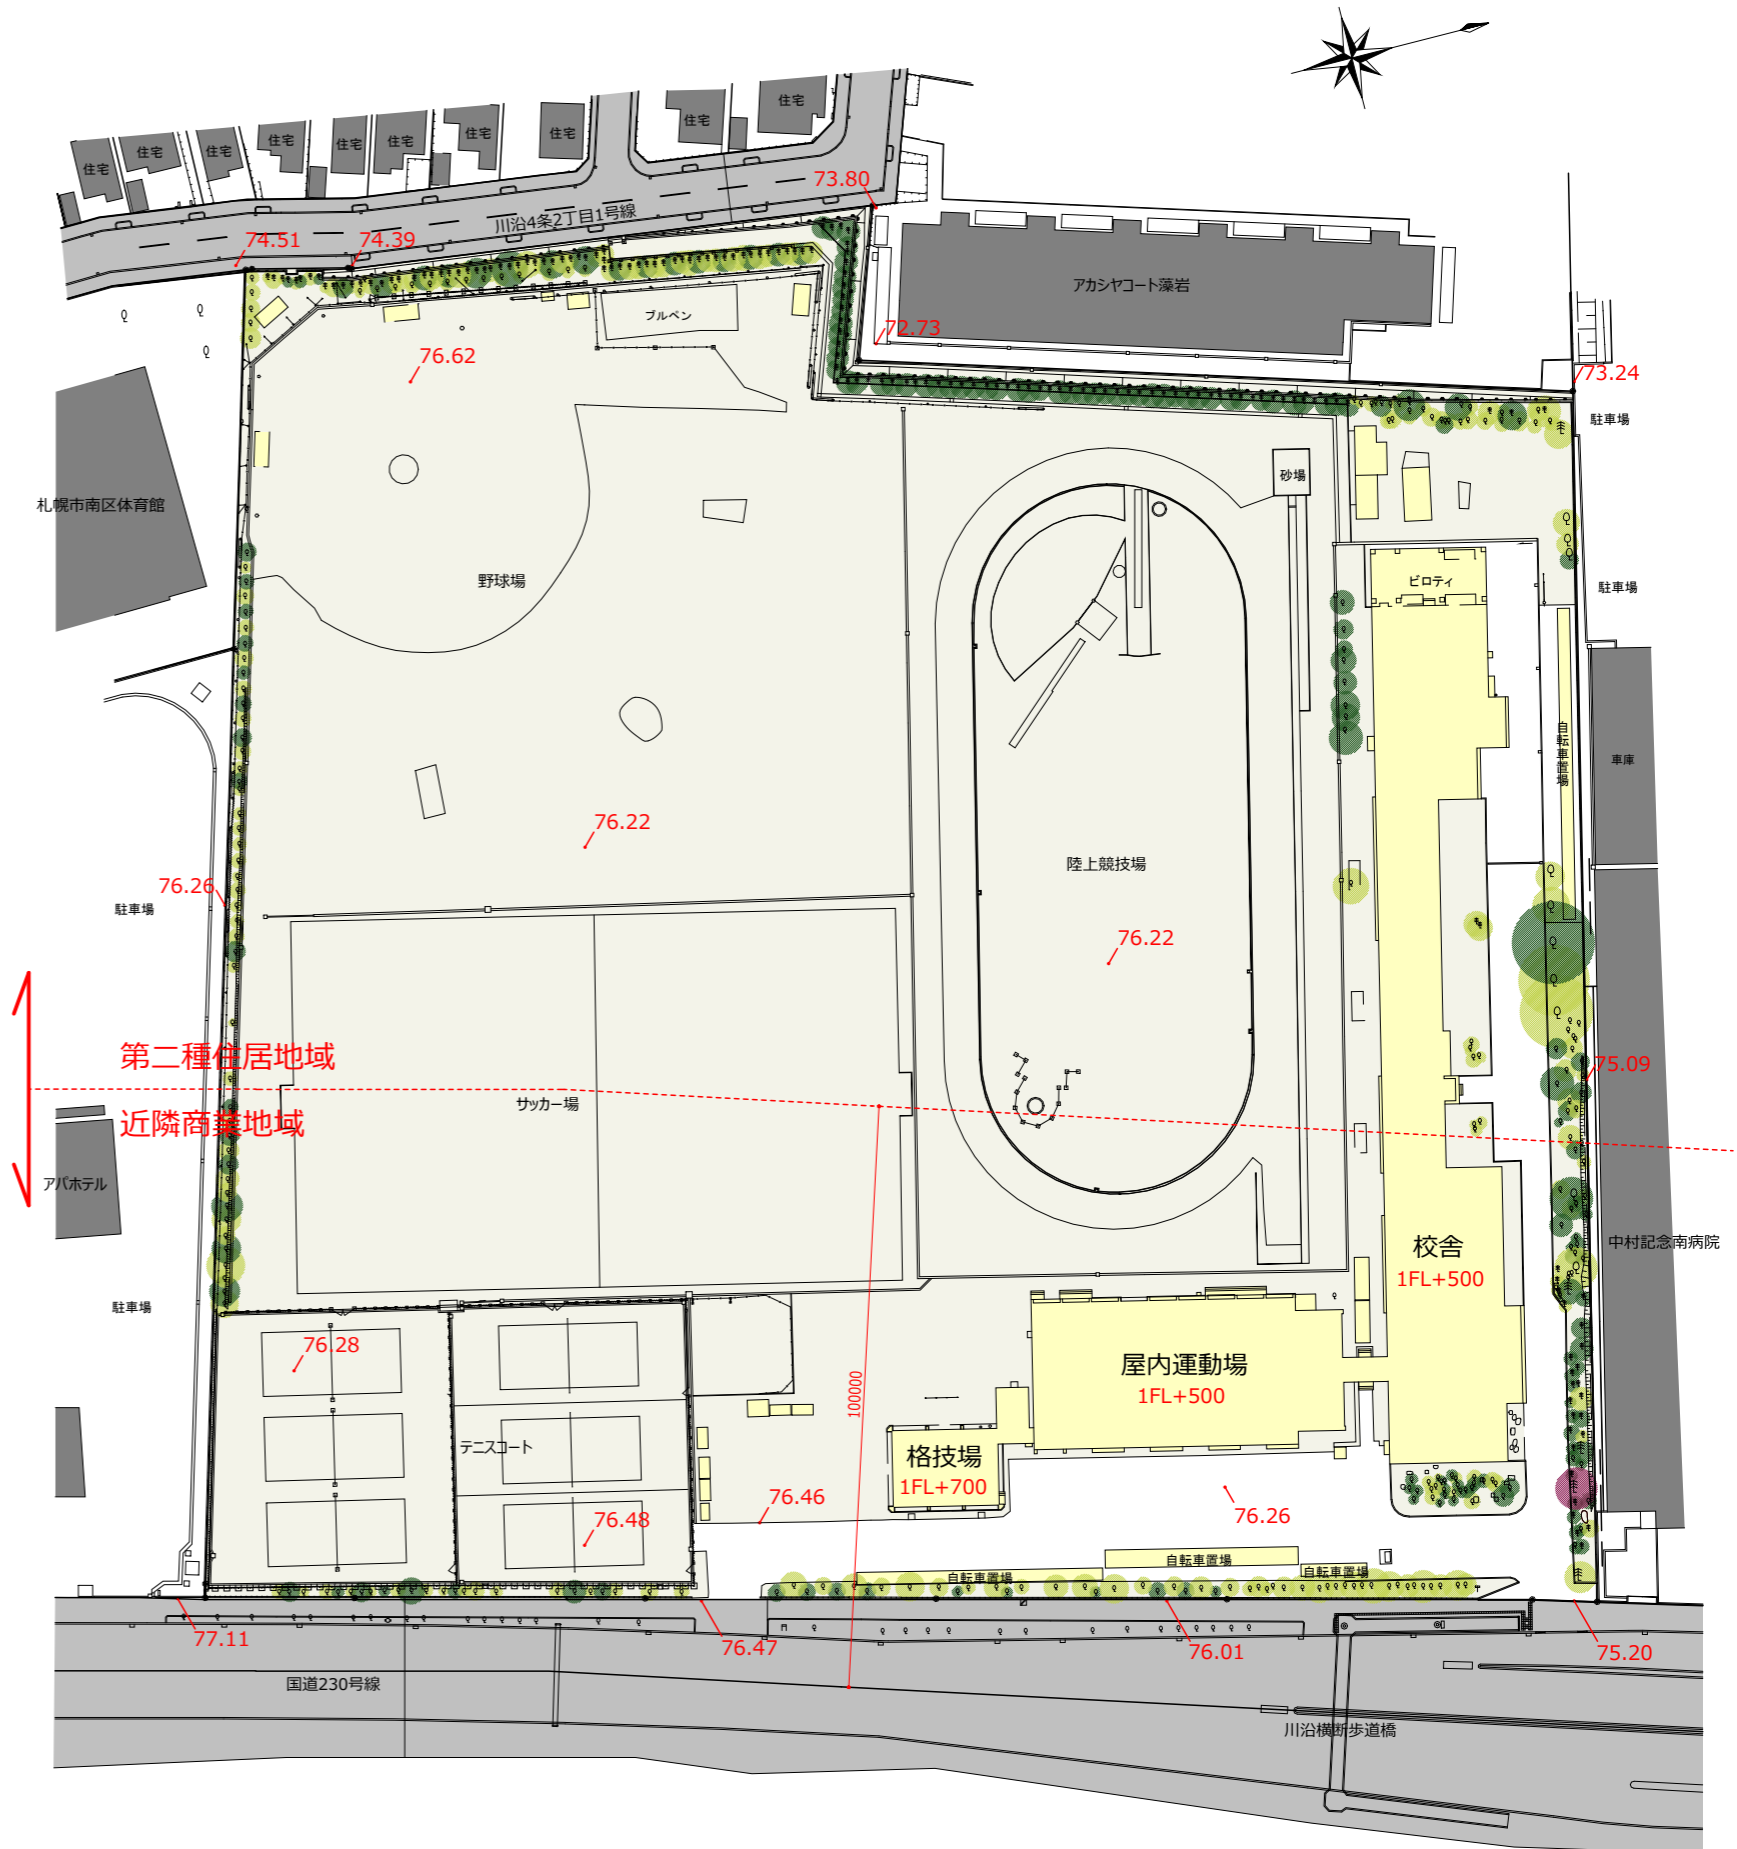 住宅
住宅
住宅
住宅
住宅
住宅
住宅
住宅
住宅
住宅
73.80
川沿4条2丁目1号線
74.51
74.39
アカシヤコート藻岩
ブルペン
72.73
76.62
73.24
駐車場
砂場
札幌市南区体育館
野球場
ピロティ
駐車場
自転車置場
車庫
76.22
陸上競技場
76.26
駐車場
76.22
第二種住居地域
75.09
サッカー場
近隣商業地域
アパホテル
中村記念南病院
校舎
1FL+500
駐車場
76.28
屋内運動場
1FL+500
100000
テニスコート
格技場
1FL+700
76.46
76.26
76.48
自転車置場
自転車置場
自転車置場
77.11
76.47
76.01
75.20
国道230号線
川沿横断歩道橋